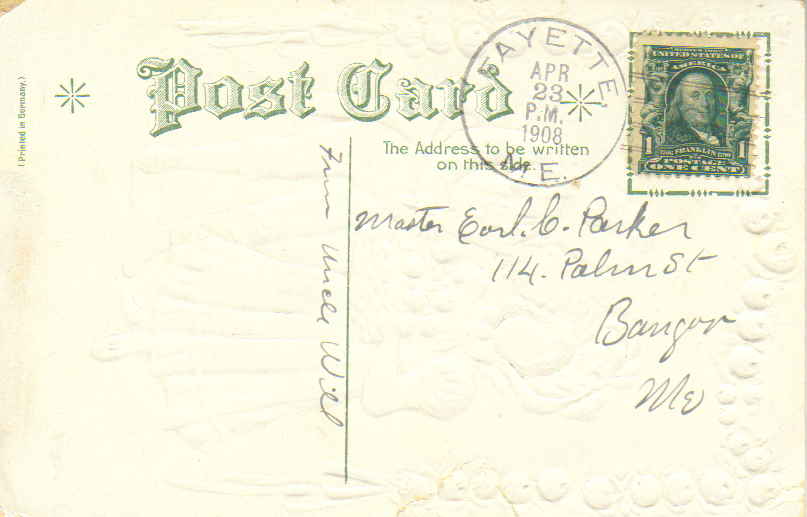 (Printed in Germany.)
Post Card
The Address to be written
on this side.
FAYETTE,
APR
23
P.M.
1908
ME.
UNITED STATES OF
AMERICA
1 FRANKLIN 1
POSTAGE
ONE CENT
Master Earl. C. Parker
114. Palm St
Bangor
Me
From Uncle Will